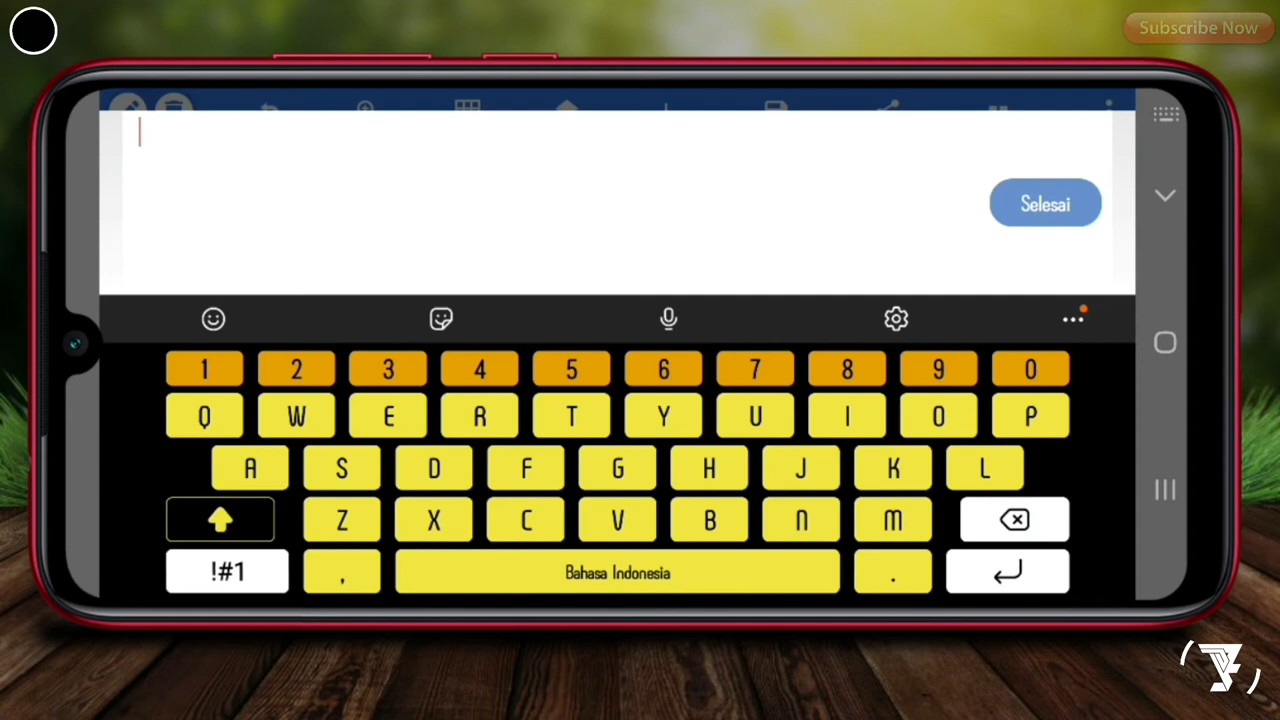 Subscribe Now
Selesai
1 2 3 4 5 6 7 8 9 0
Q W E R T Y U I O P
A S D F G H J K L
Z X C V B N M
!#1 , Bahasa Indonesia .